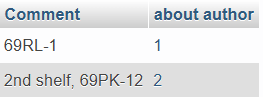 Comment about author
69RL-1 1
2nd shelf, 69PK-12 2